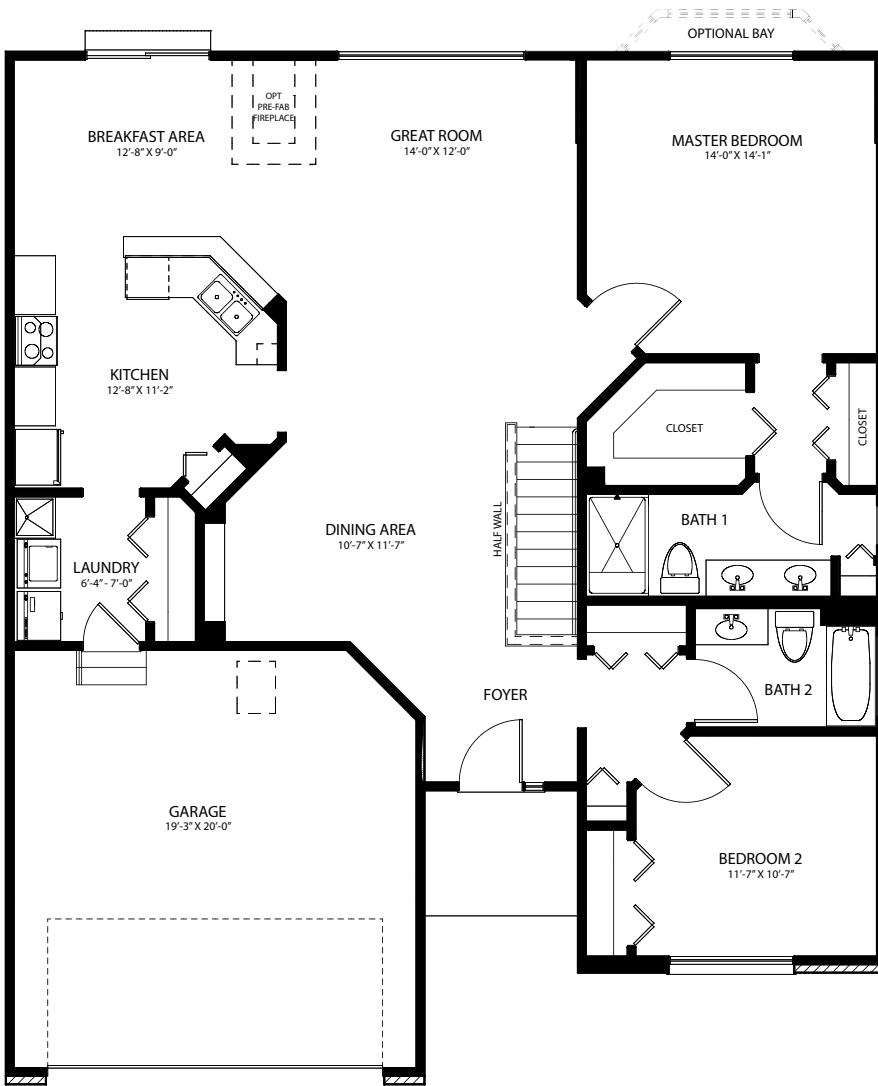 OPTIONAL BAY
OPT
PRE-FAB
FIREPLACE
BREAKFAST AREA
12'-8" X 9'-0"
GREAT ROOM
14'-0" X 12'-0"
MASTER BEDROOM
14'-0" X 14'-1"
KITCHEN
12'-8" X 11'-2"
CLOSET
CLOSET
HALF WALL
DINING AREA
10'-7" X 11'-7"
BATH 1
LAUNDRY
6'-4" - 7'-0"
FOYER
BATH 2
GARAGE
19'-3" X 20'-0"
BEDROOM 2
11'-7" X 10'-7"